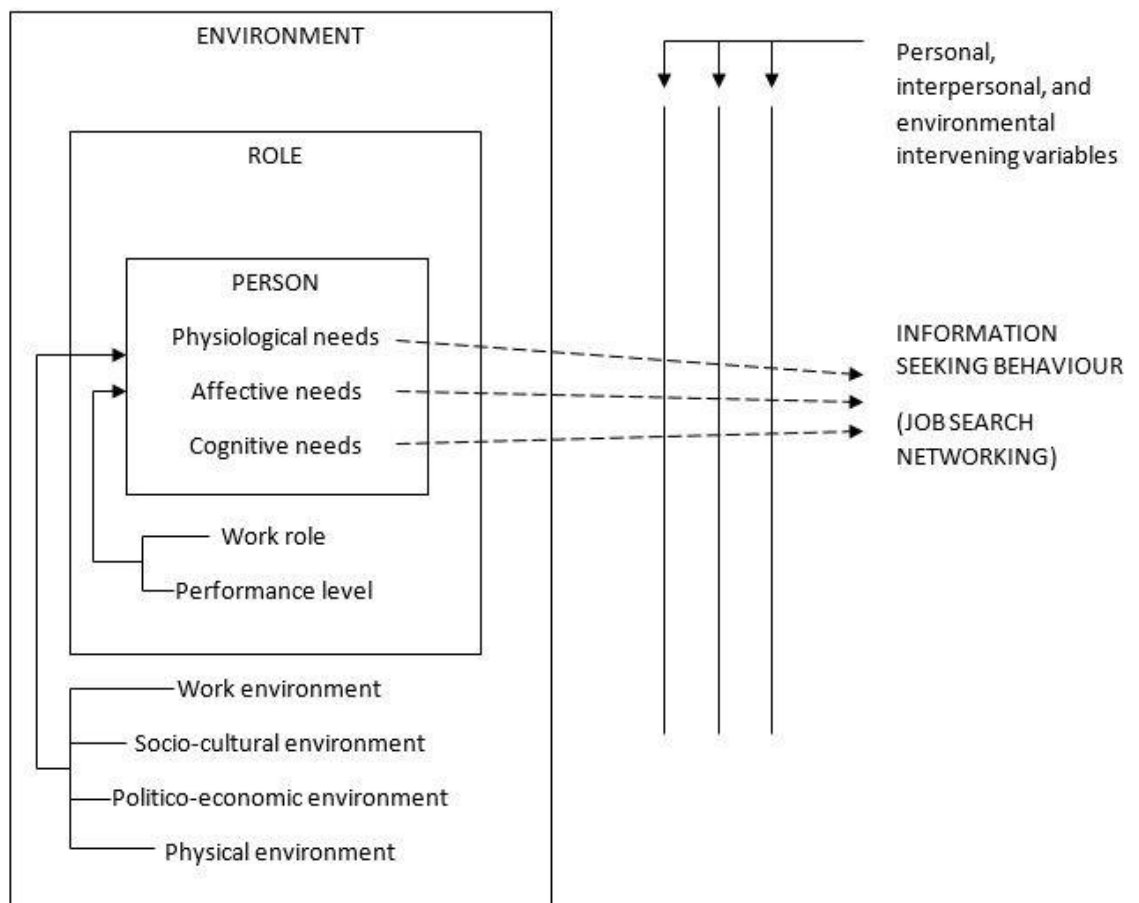 ENVIRONMENT
ROLE
PERSON
Physiological needs
Affective needs
Cognitive needs
Work role
Performance level
Work environment
Socio-cultural environment
Politico-economic environment
Physical environment
Personal,
interpersonal, and
environmental
intervening variables
INFORMATION
SEEKING BEHAVIOUR
(JOB SEARCH
NETWORKING)